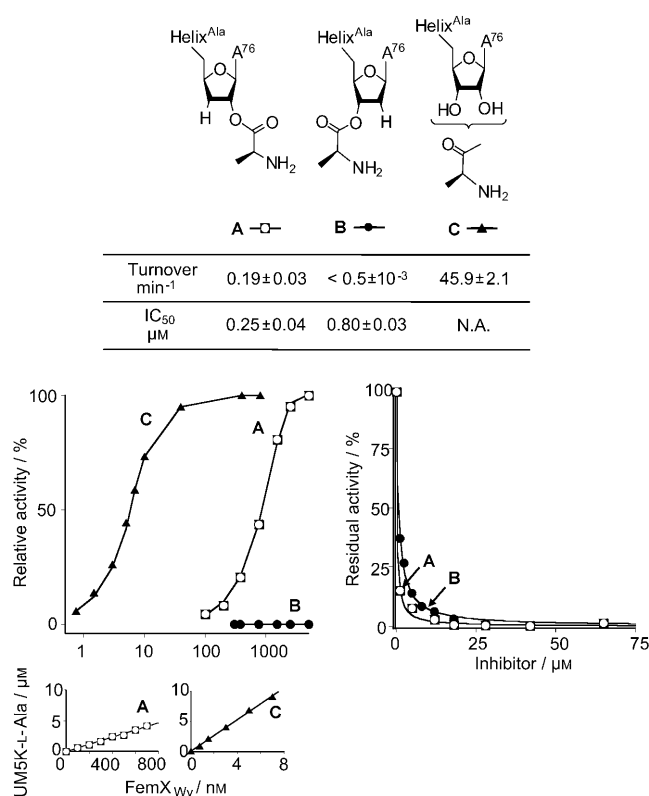 Helix^Ala A^76 Helix^Ala A^76 Helix^Ala A^76
O O O
H O O O H HO OH
O O
NH₂ NH₂ NH₂
A B C
Turnover min⁻¹ 0.19±0.03 < 0.5±10⁻³ 45.9±2.1
IC₅₀ μM 0.25±0.04 0.80±0.03 N.A.
Relative activity / %
100
50
0
C
A
B
1 10 100 1000
Residual activity / %
100
75
50
25
0
A
B
0 25 50 75
Inhibitor / μM
UM5K-L-Ala / μM
10
5
0
A
0 400 800
10
5
0
C
0 4 8
FemX_Wv / nM